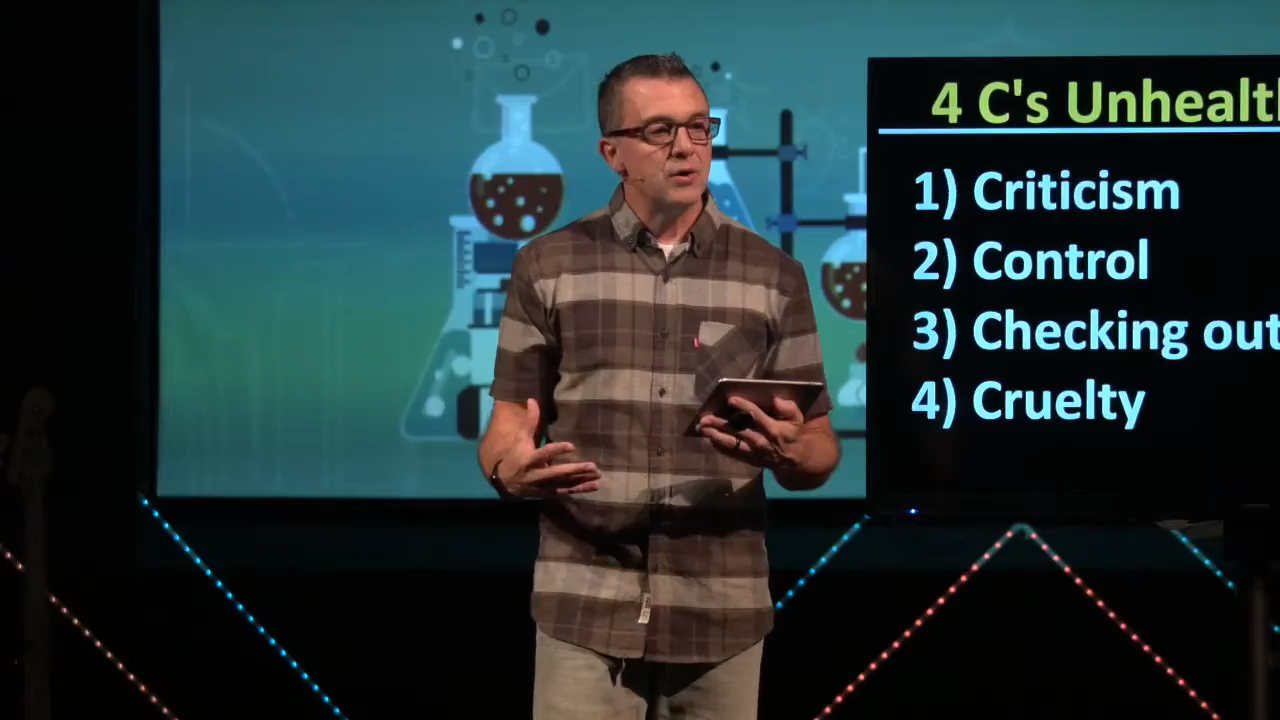 4 C's Unhealth
1) Criticism
2) Control
3) Checking out
4) Cruelty